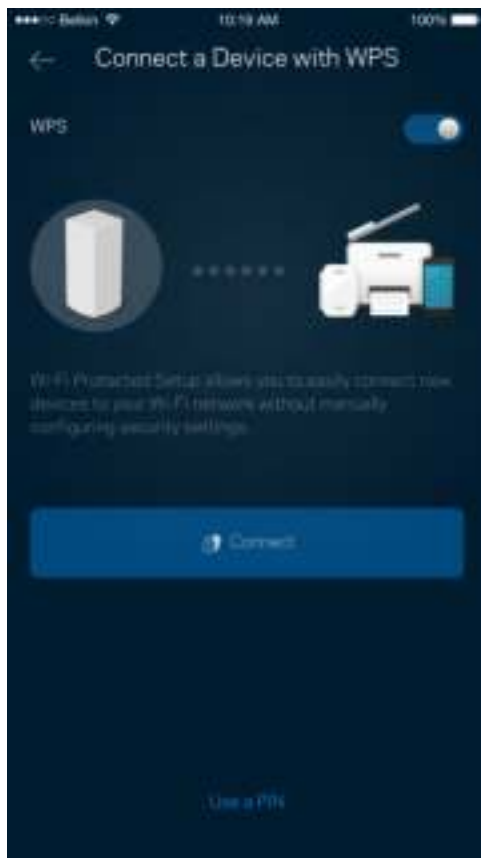 Belkin 10:19 AM 100%
Connect a Device with WPS
WPS
Wi-Fi Protected Setup allows you to easily connect new
devices to your Wi-Fi network without manually
configuring security settings.
Connect
Use a PIN